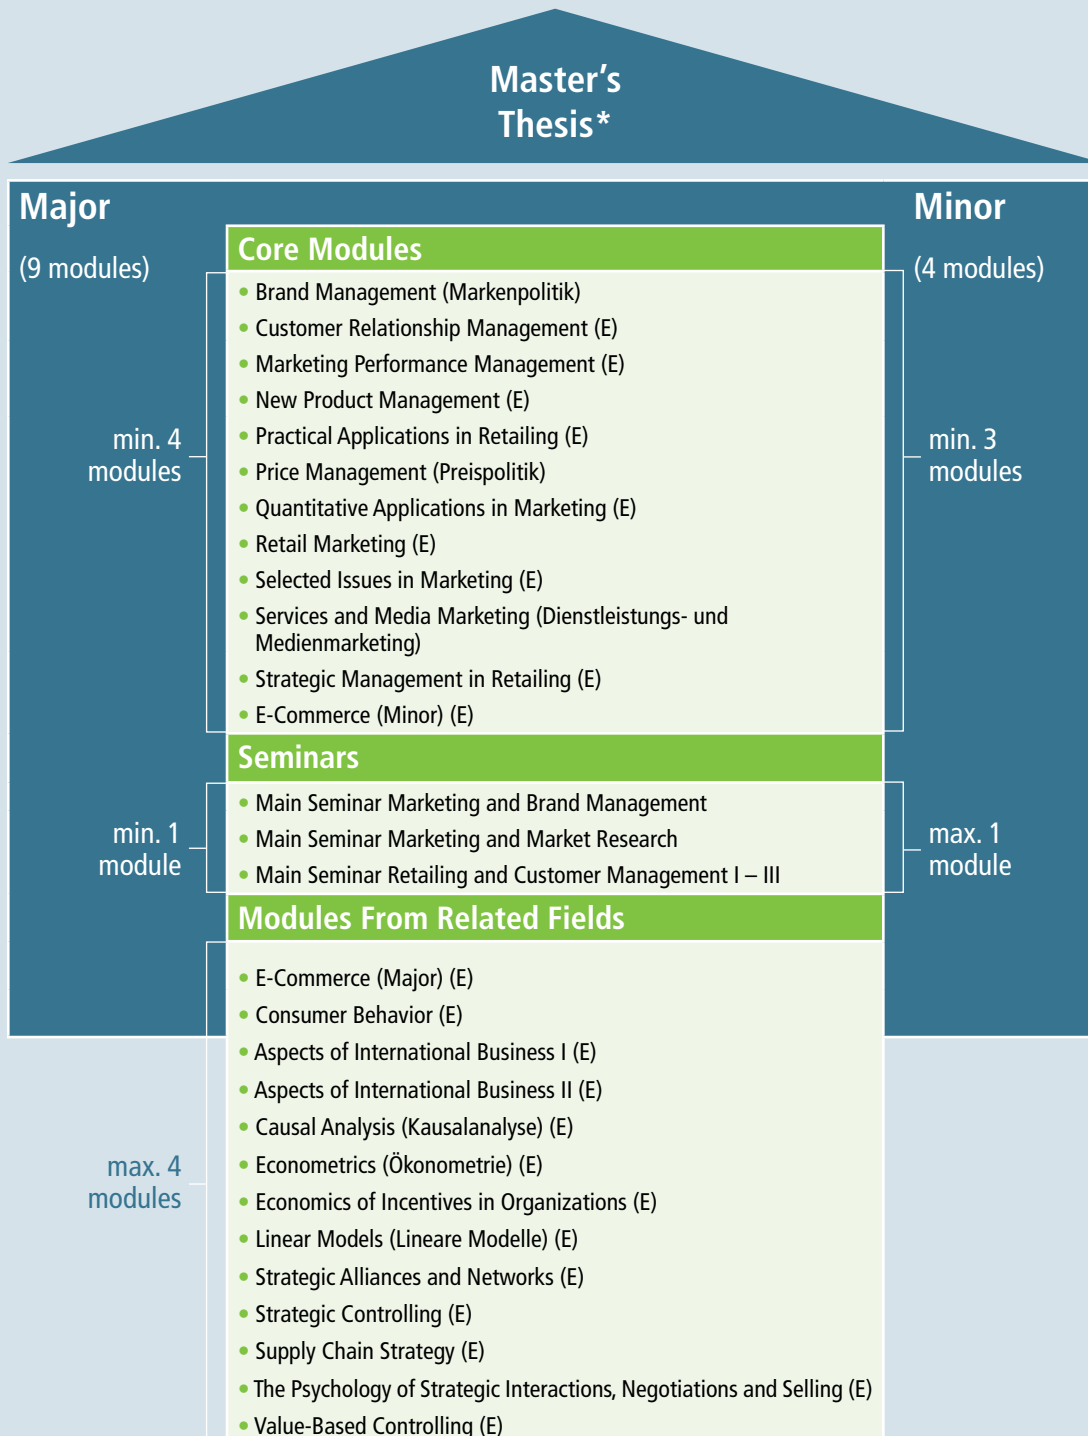 Master's
Thesis*
Major
Minor
(9 modules)
(4 modules)
Core Modules
• Brand Management (Markenpolitik)
• Customer Relationship Management (E)
• Marketing Performance Management (E)
• New Product Management (E)
• Practical Applications in Retailing (E)
• Price Management (Preispolitik)
• Quantitative Applications in Marketing (E)
• Retail Marketing (E)
• Selected Issues in Marketing (E)
• Services and Media Marketing (Dienstleistungs- und
Medienmarketing)
• Strategic Management in Retailing (E)
• E-Commerce (Minor) (E)
min. 4
modules
min. 3
modules
Seminars
• Main Seminar Marketing and Brand Management
• Main Seminar Marketing and Market Research
• Main Seminar Retailing and Customer Management I – III
min. 1
module
max. 1
module
Modules From Related Fields
• E-Commerce (Major) (E)
• Consumer Behavior (E)
• Aspects of International Business I (E)
• Aspects of International Business II (E)
• Causal Analysis (Kausalanalyse) (E)
• Econometrics (Ökonometrie) (E)
• Economics of Incentives in Organizations (E)
• Linear Models (Lineare Modelle) (E)
• Strategic Alliances and Networks (E)
• Strategic Controlling (E)
• Supply Chain Strategy (E)
• The Psychology of Strategic Interactions, Negotiations and Selling (E)
• Value-Based Controlling (E)
max. 4
modules